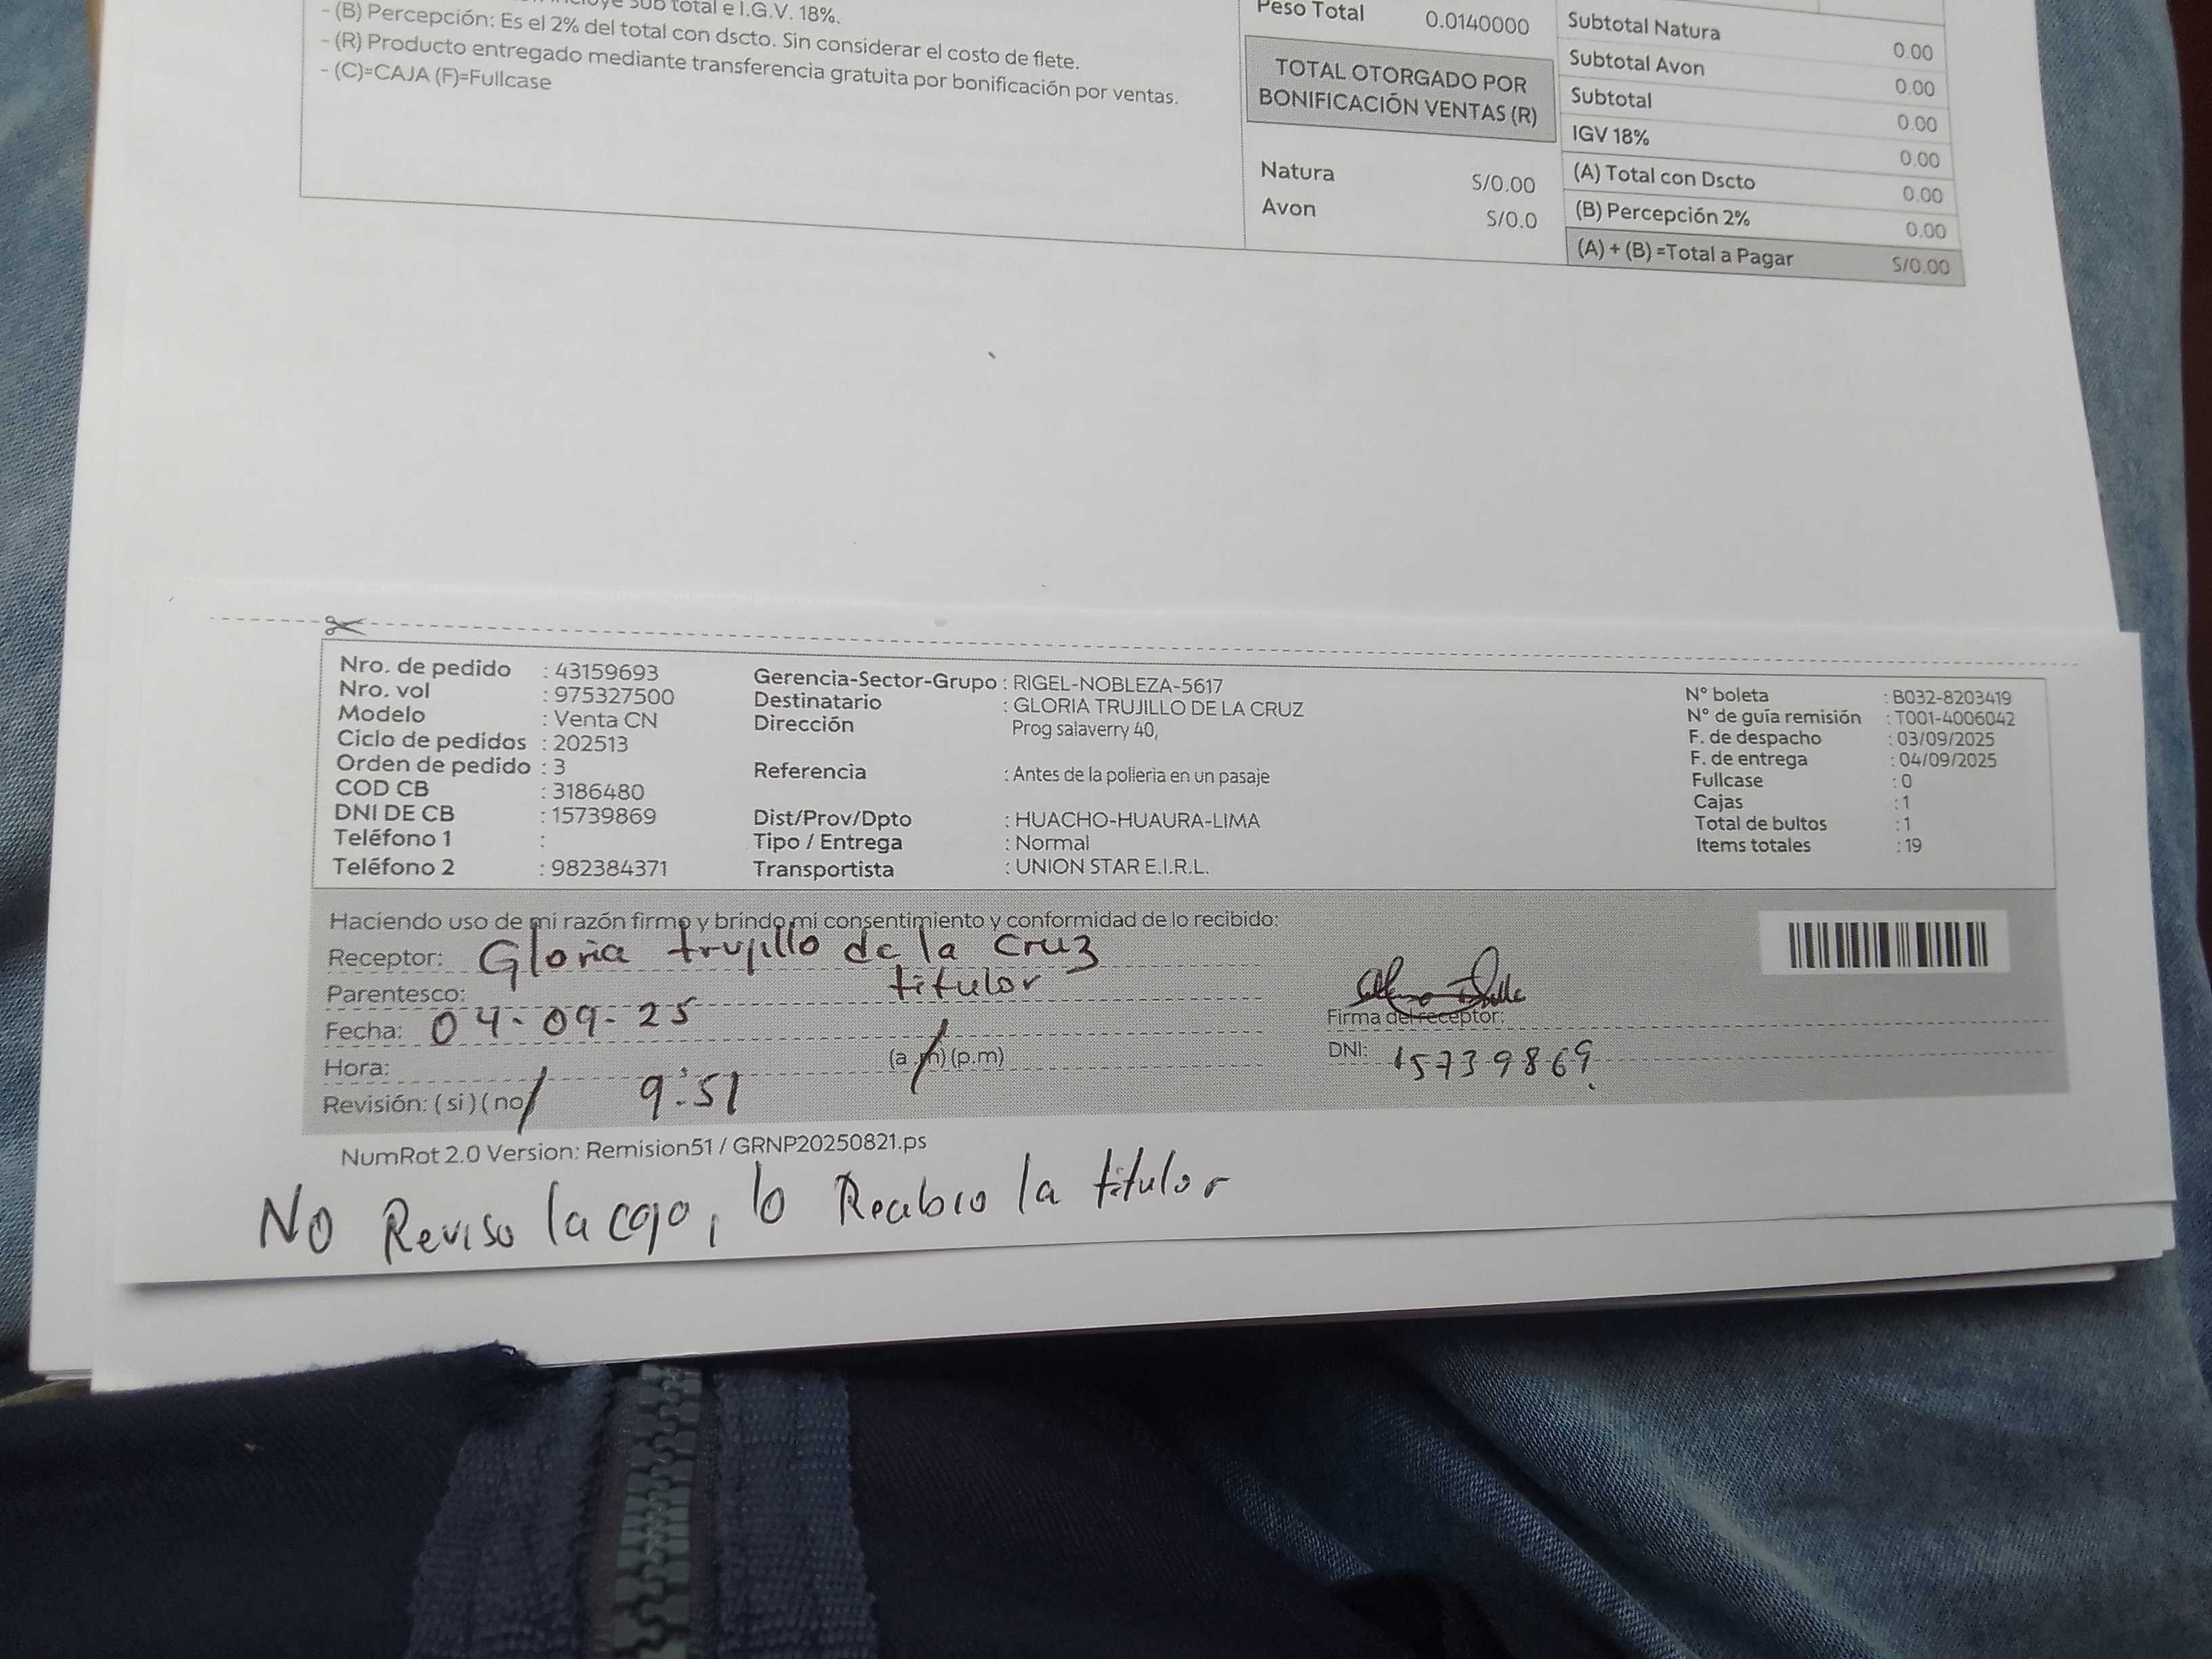 total e I.G.V. 18%.
- (B) Percepción: Es el 2% del total con dscto. Sin considerar el costo de flete.
- (R) Producto entregado mediante transferencia gratuita por bonificación por ventas.
- (C)=CAJA (F)=Fullcase
Peso Total 0.0140000
TOTAL OTORGADO POR
BONIFICACIÓN VENTAS (R)
Natura S/0.00
Avon S/0.0
Subtotal Natura 0.00
Subtotal Avon 0.00
Subtotal 0.00
IGV 18% 0.00
(A) Total con Dscto 0.00
(B) Percepción 2% 0.00
(A) + (B) =Total a Pagar S/0.00
Nro. de pedido : 43159693
Nro. vol : 975327500
Modelo : Venta CN
Ciclo de pedidos : 202513
Orden de pedido : 3
COD CB : 3186480
DNI DE CB : 15739869
Teléfono 1 :
Teléfono 2 : 982384371
Gerencia-Sector-Grupo : RIGEL-NOBLEZA-5617
Destinatario : GLORIA TRUJILLO DE LA CRUZ
Dirección Prog salaverry 40,
Referencia : Antes de la polleria en un pasaje
Dist/Prov/Dpto : HUACHO-HUAURA-LIMA
Tipo / Entrega : Normal
Transportista : UNION STAR E.I.R.L.
N° boleta : B032-8203419
N° de guía remisión : T001-4006042
F. de despacho : 03/09/2025
F. de entrega : 04/09/2025
Fullcase : 0
Cajas : 1
Total de bultos : 1
Items totales : 19
Haciendo uso de mi razón firmo y brindo mi consentimiento y conformidad de lo recibido:
Receptor: Gloria trujillo de la Cruz
Parentesco: titular
Fecha: 04-09-25
Hora: 9:51 (a.m) (p.m)
Revisión: (si) (no)
Firma del receptor:
DNI: 15739869
NumRot 2.0 Version: Remision51 / GRNP20250821.ps
No Reviso la caja, lo Recibio la titular